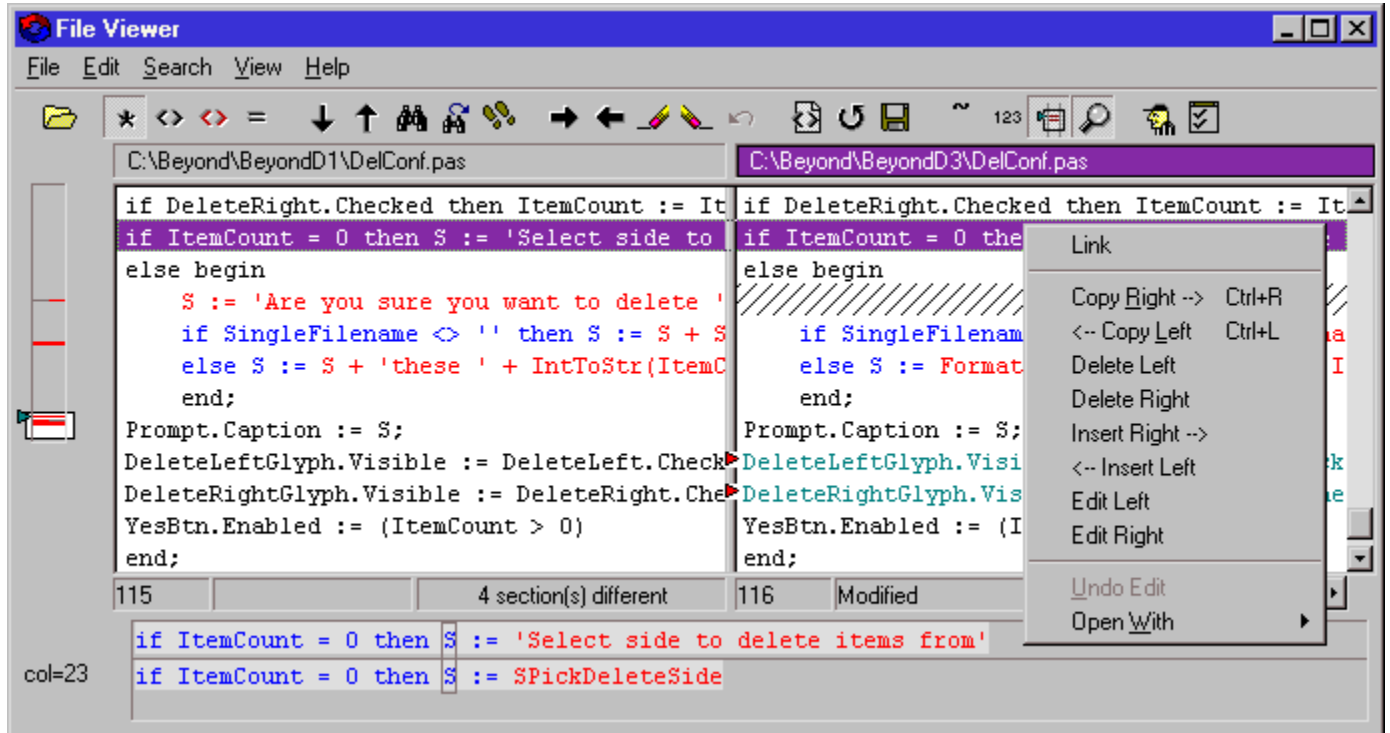 File Viewer
File Edit Search View Help
123
C:\Beyond\BeyondD1\DelConf.pas C:\Beyond\BeyondD3\DelConf.pas
if DeleteRight.Checked then ItemCount := It if DeleteRight.Checked then ItemCount := It
if ItemCount = 0 then S := 'Select side to if ItemCount = 0 the
else begin else begin
S := 'Are you sure you want to delete '
if SingleFilename <> '' then S := S + S if SingleFilenam
else S := S + 'these ' + IntToStr(ItemC else S := Format I
end; end;
Prompt.Caption := S; Prompt.Caption := S;
DeleteLeftGlyph.Visible := DeleteLeft.Check DeleteLeftGlyph.Visi k
DeleteRightGlyph.Visible := DeleteRight.Che DeleteRightGlyph.Vis e
YesBtn.Enabled := (ItemCount > 0) YesBtn.Enabled := (I
end; end;
Link
Copy Right --> Ctrl+R
<-- Copy Left Ctrl+L
Delete Left
Delete Right
Insert Right -->
<-- Insert Left
Edit Left
Edit Right
Undo Edit
Open With
115 4 section(s) different 116 Modified
if ItemCount = 0 then S := 'Select side to delete items from'
col=23 if ItemCount = 0 then S := SPickDeleteSide